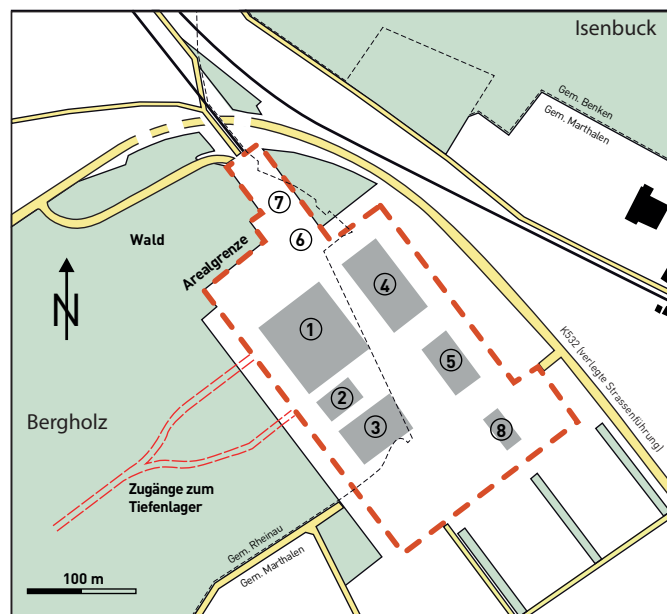 Isenbuck
Gem. Benken
Gem. Marthalen
7
Wald
6
Arealgrenze
4
N
1
5
K532 (verlegte Strassenführung)
2
Bergholz
3
8
Zugänge zum
Tiefenlager
Gem. Rheinau
Gem. Marthalen
100 m